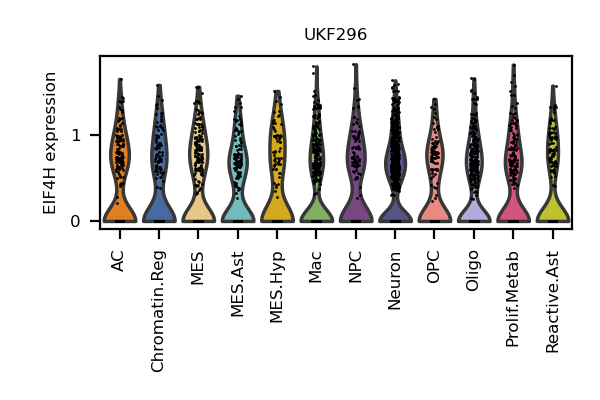 UKF296
EIF4H expression
1
0
AC
Chromatin.Reg
MES
MES.Ast
MES.Hyp
Mac
NPC
Neuron
OPC
Oligo
Prolif.Metab
Reactive.Ast